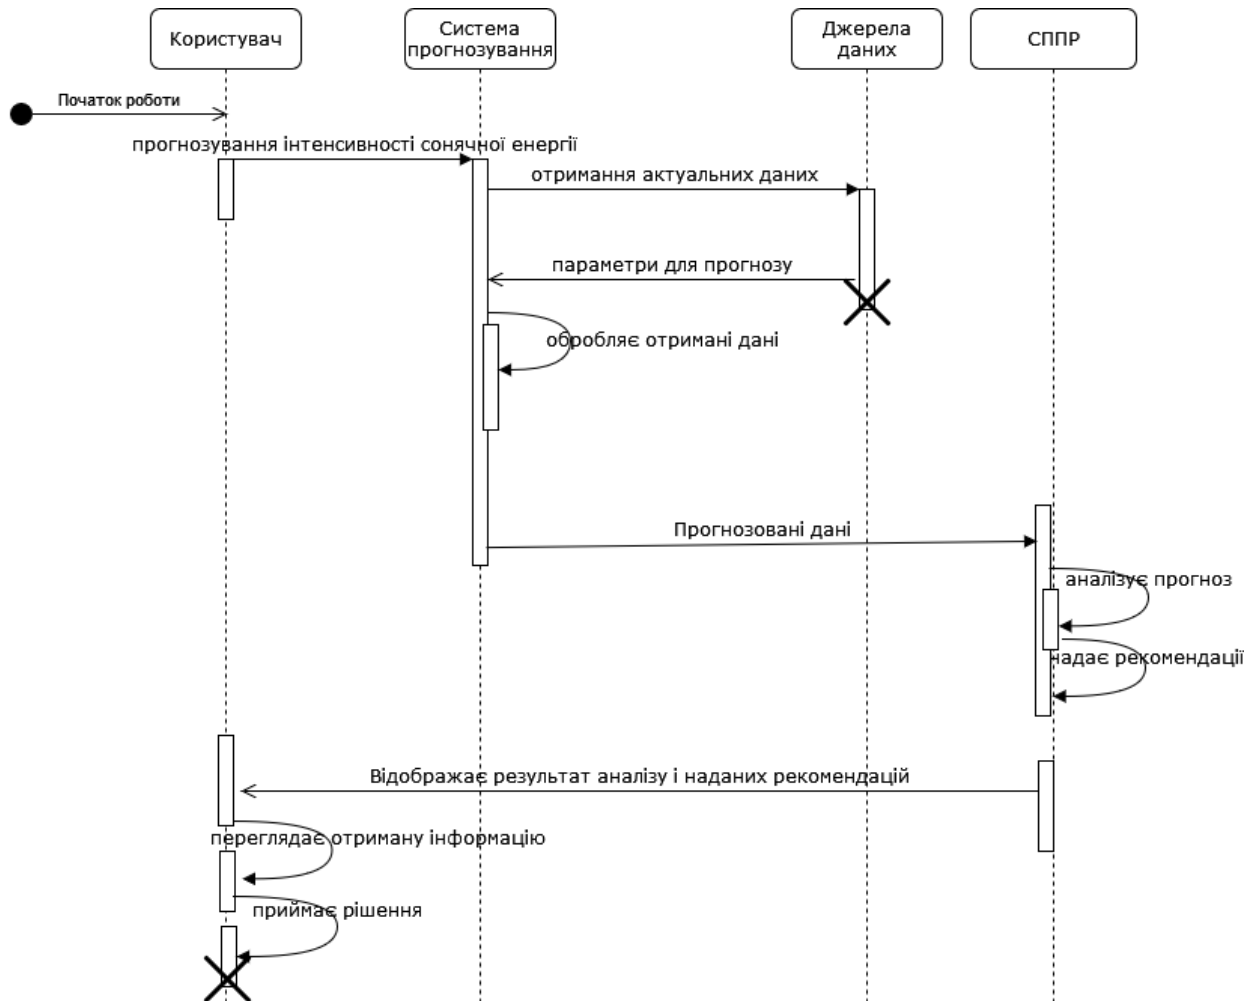 Користувач
Система
прогнозування
Джерела
даних
СППР
Початок роботи
прогнозування інтенсивності сонячної енергії
отримання актуальних даних
параметри для прогнозу
обробляє отримані дані
Прогнозовані дані
аналізує прогноз
надає рекомендації
Відображає результат аналізу і наданих рекомендацій
переглядає отриману інформацію
приймає рішення